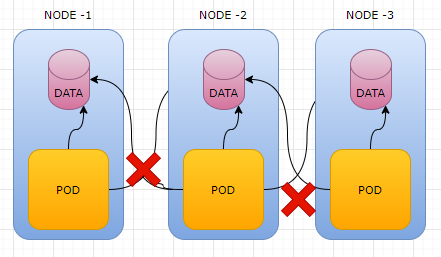 NODE -1
NODE -2
NODE -3
DATA
DATA
DATA
POD
POD
POD